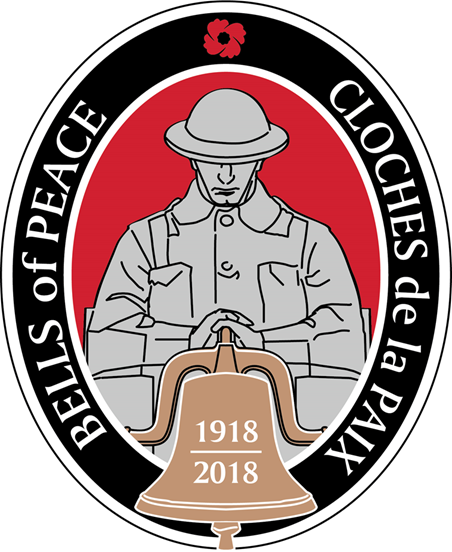 BELLS of PEACE
CLOCHES de la PAIX
1918
2018